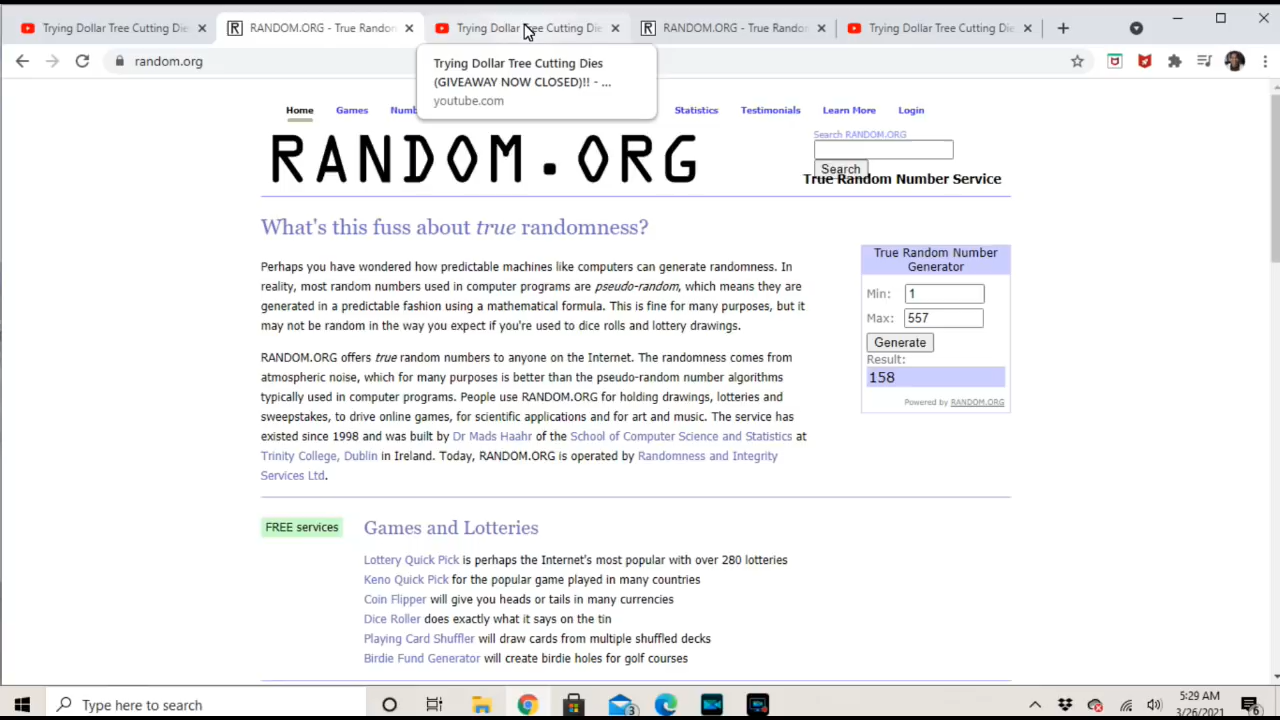 Trying Dollar Tree Cutting Dies
RANDOM.ORG - True Random
Trying Dollar Tree Cutting Die
RANDOM.ORG - True Random
Trying Dollar Tree Cutting Dies
random.org
Trying Dollar Tree Cutting Dies
(GIVEAWAY NOW CLOSED)!! - ...
youtube.com
Home Games Numb Statistics Testimonials Learn More Login
RANDOM.ORG
Search RANDOM.ORG
Search
True Random Number Service
What's this fuss about true randomness?
Perhaps you have wondered how predictable machines like computers can generate randomness. In
reality, most random numbers used in computer programs are pseudo-random, which means they are
generated in a predictable fashion using a mathematical formula. This is fine for many purposes, but it
may not be random in the way you expect if you're used to dice rolls and lottery drawings.
RANDOM.ORG offers true random numbers to anyone on the Internet. The randomness comes from
atmospheric noise, which for many purposes is better than the pseudo-random number algorithms
typically used in computer programs. People use RANDOM.ORG for holding drawings, lotteries and
sweepstakes, to drive online games, for scientific applications and for art and music. The service has
existed since 1998 and was built by Dr Mads Haahr of the School of Computer Science and Statistics at
Trinity College, Dublin in Ireland. Today, RANDOM.ORG is operated by Randomness and Integrity
Services Ltd.
True Random Number
Generator
Min: 1
Max: 557
Generate
Result:
158
Powered by RANDOM.ORG
FREE services
Games and Lotteries
Lottery Quick Pick is perhaps the Internet's most popular with over 280 lotteries
Keno Quick Pick for the popular game played in many countries
Coin Flipper will give you heads or tails in many currencies
Dice Roller does exactly what it says on the tin
Playing Card Shuffler will draw cards from multiple shuffled decks
Birdie Fund Generator will create birdie holes for golf courses
Type here to search
3
5:29 AM
3/26/2021
6